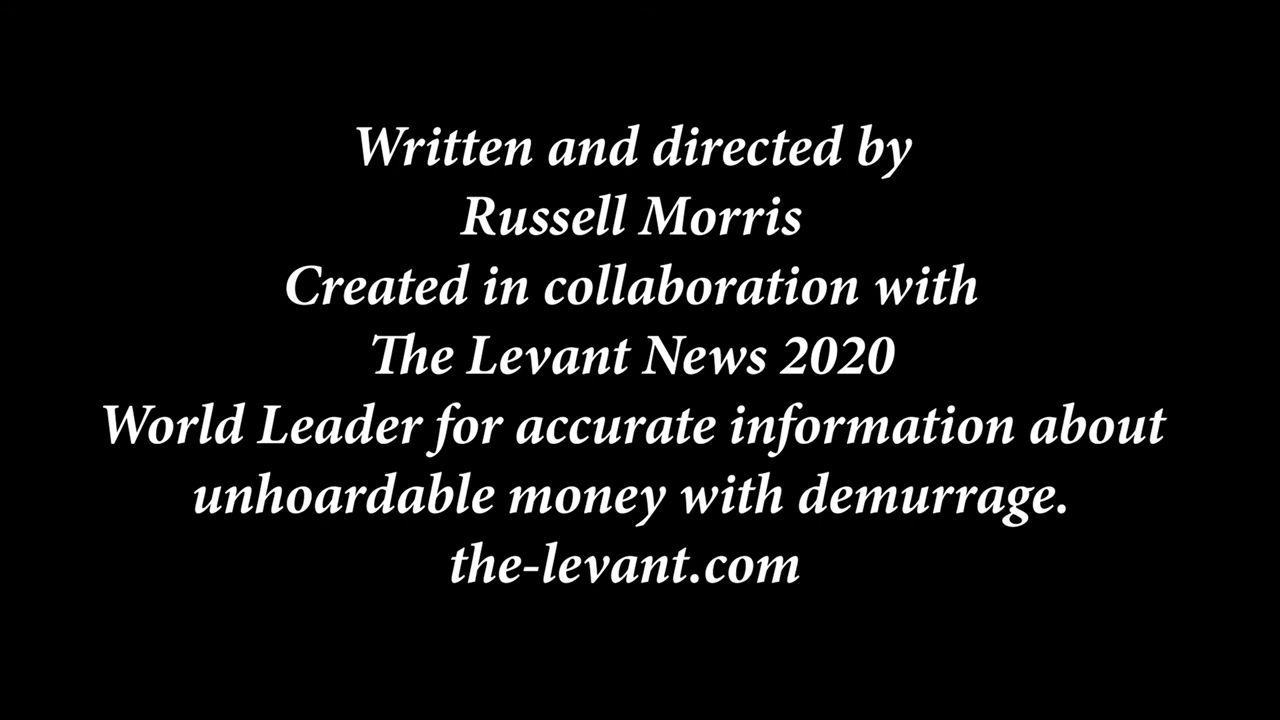 Written and directed by
Russell Morris
Created in collaboration with
The Levant News 2020
World Leader for accurate information about
unhoardable money with demurrage.
the-levant.com